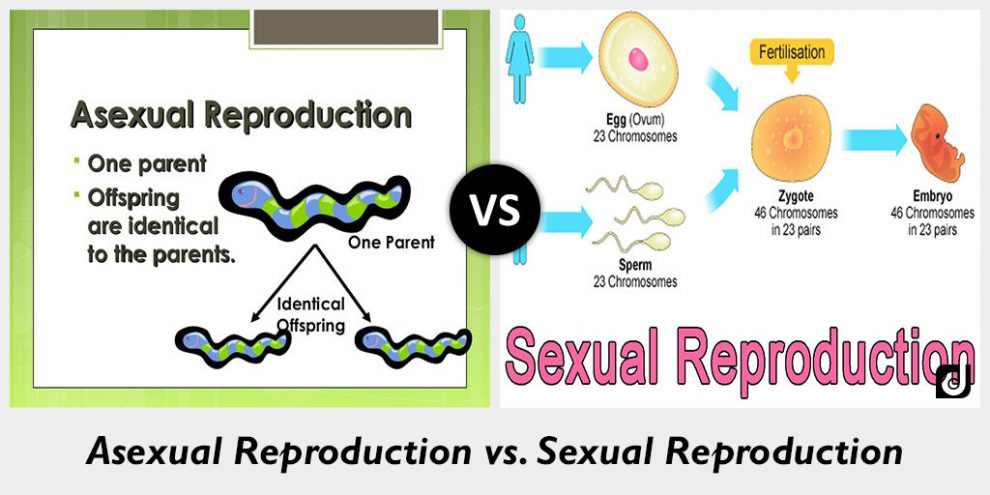 Asexual Reproduction
One parent
Offspring
are identical
to the parents.
One Parent
Identical
Offspring
VS
Fertilisation
Egg (Ovum)
23 Chromosomes
Sperm
23 Chromosomes
Zygote
46 Chromosomes
in 23 pairs
Embryo
46 Chromosomes
in 23 pairs
Sexual Reproduction
d
Asexual Reproduction vs. Sexual Reproduction